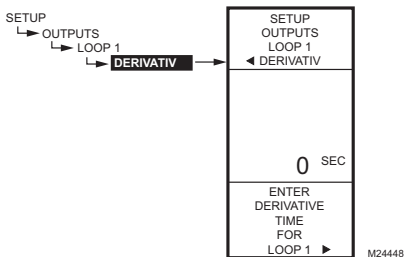 SETUP
OUTPUTS
LOOP 1
DERIVATIV
SETUP
OUTPUTS
LOOP 1
◀ DERIVATIV
0 SEC
ENTER
DERIVATIVE
TIME
FOR
LOOP 1 ▶
M24448